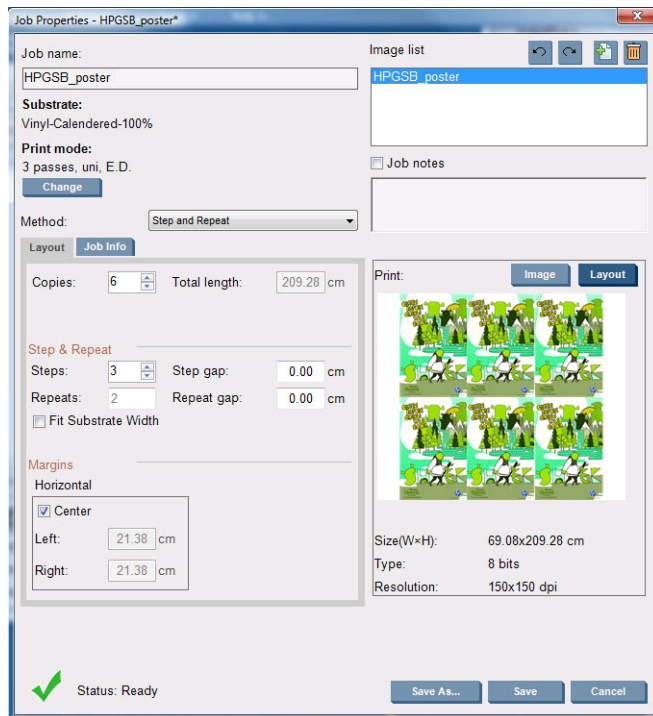 Job Properties - HPGSB_poster*
Job name:
HPGSB_poster
Substrate:
Vinyl-Calendered-100%
Print mode:
3 passes, uni, E.D.
Change
Method:
Step and Repeat
Layout
Job Info
Copies:
6
Total length:
209.28 cm
Step & Repeat
Steps:
3
Step gap:
0.00 cm
Repeats:
2
Repeat gap:
0.00 cm
Fit Substrate Width
Margins
Horizontal
Center
Left:
21.38 cm
Right:
21.38 cm
Image list
HPGSB_poster
Job notes
Print:
Image
Layout
Size(W×H):
69.08x209.28 cm
Type:
8 bits
Resolution:
150x150 dpi
Status: Ready
Save As...
Save
Cancel